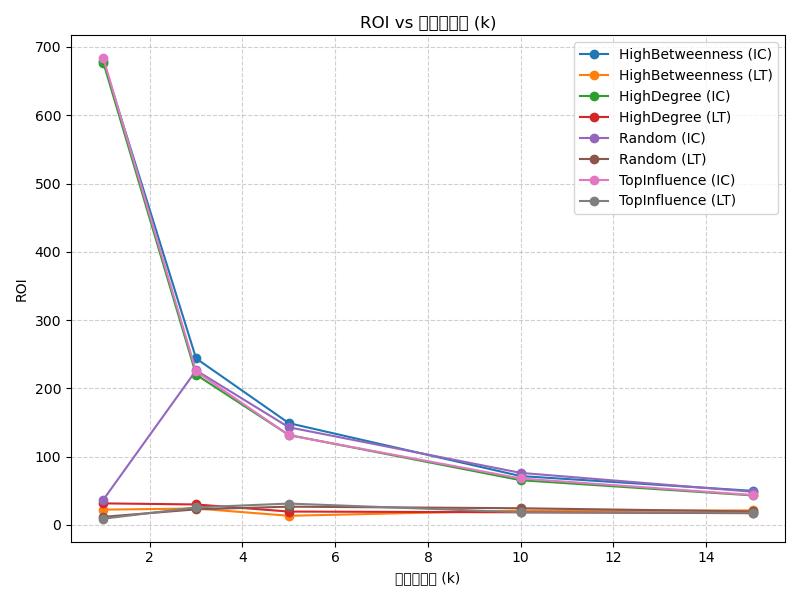 ROI vs (k)
700
600
500
400
300
200
100
0
ROI
HighBetweenness (IC)
HighBetweenness (LT)
HighDegree (IC)
HighDegree (LT)
Random (IC)
Random (LT)
TopInfluence (IC)
TopInfluence (LT)
2 4 6 8 10 12 14
(k)